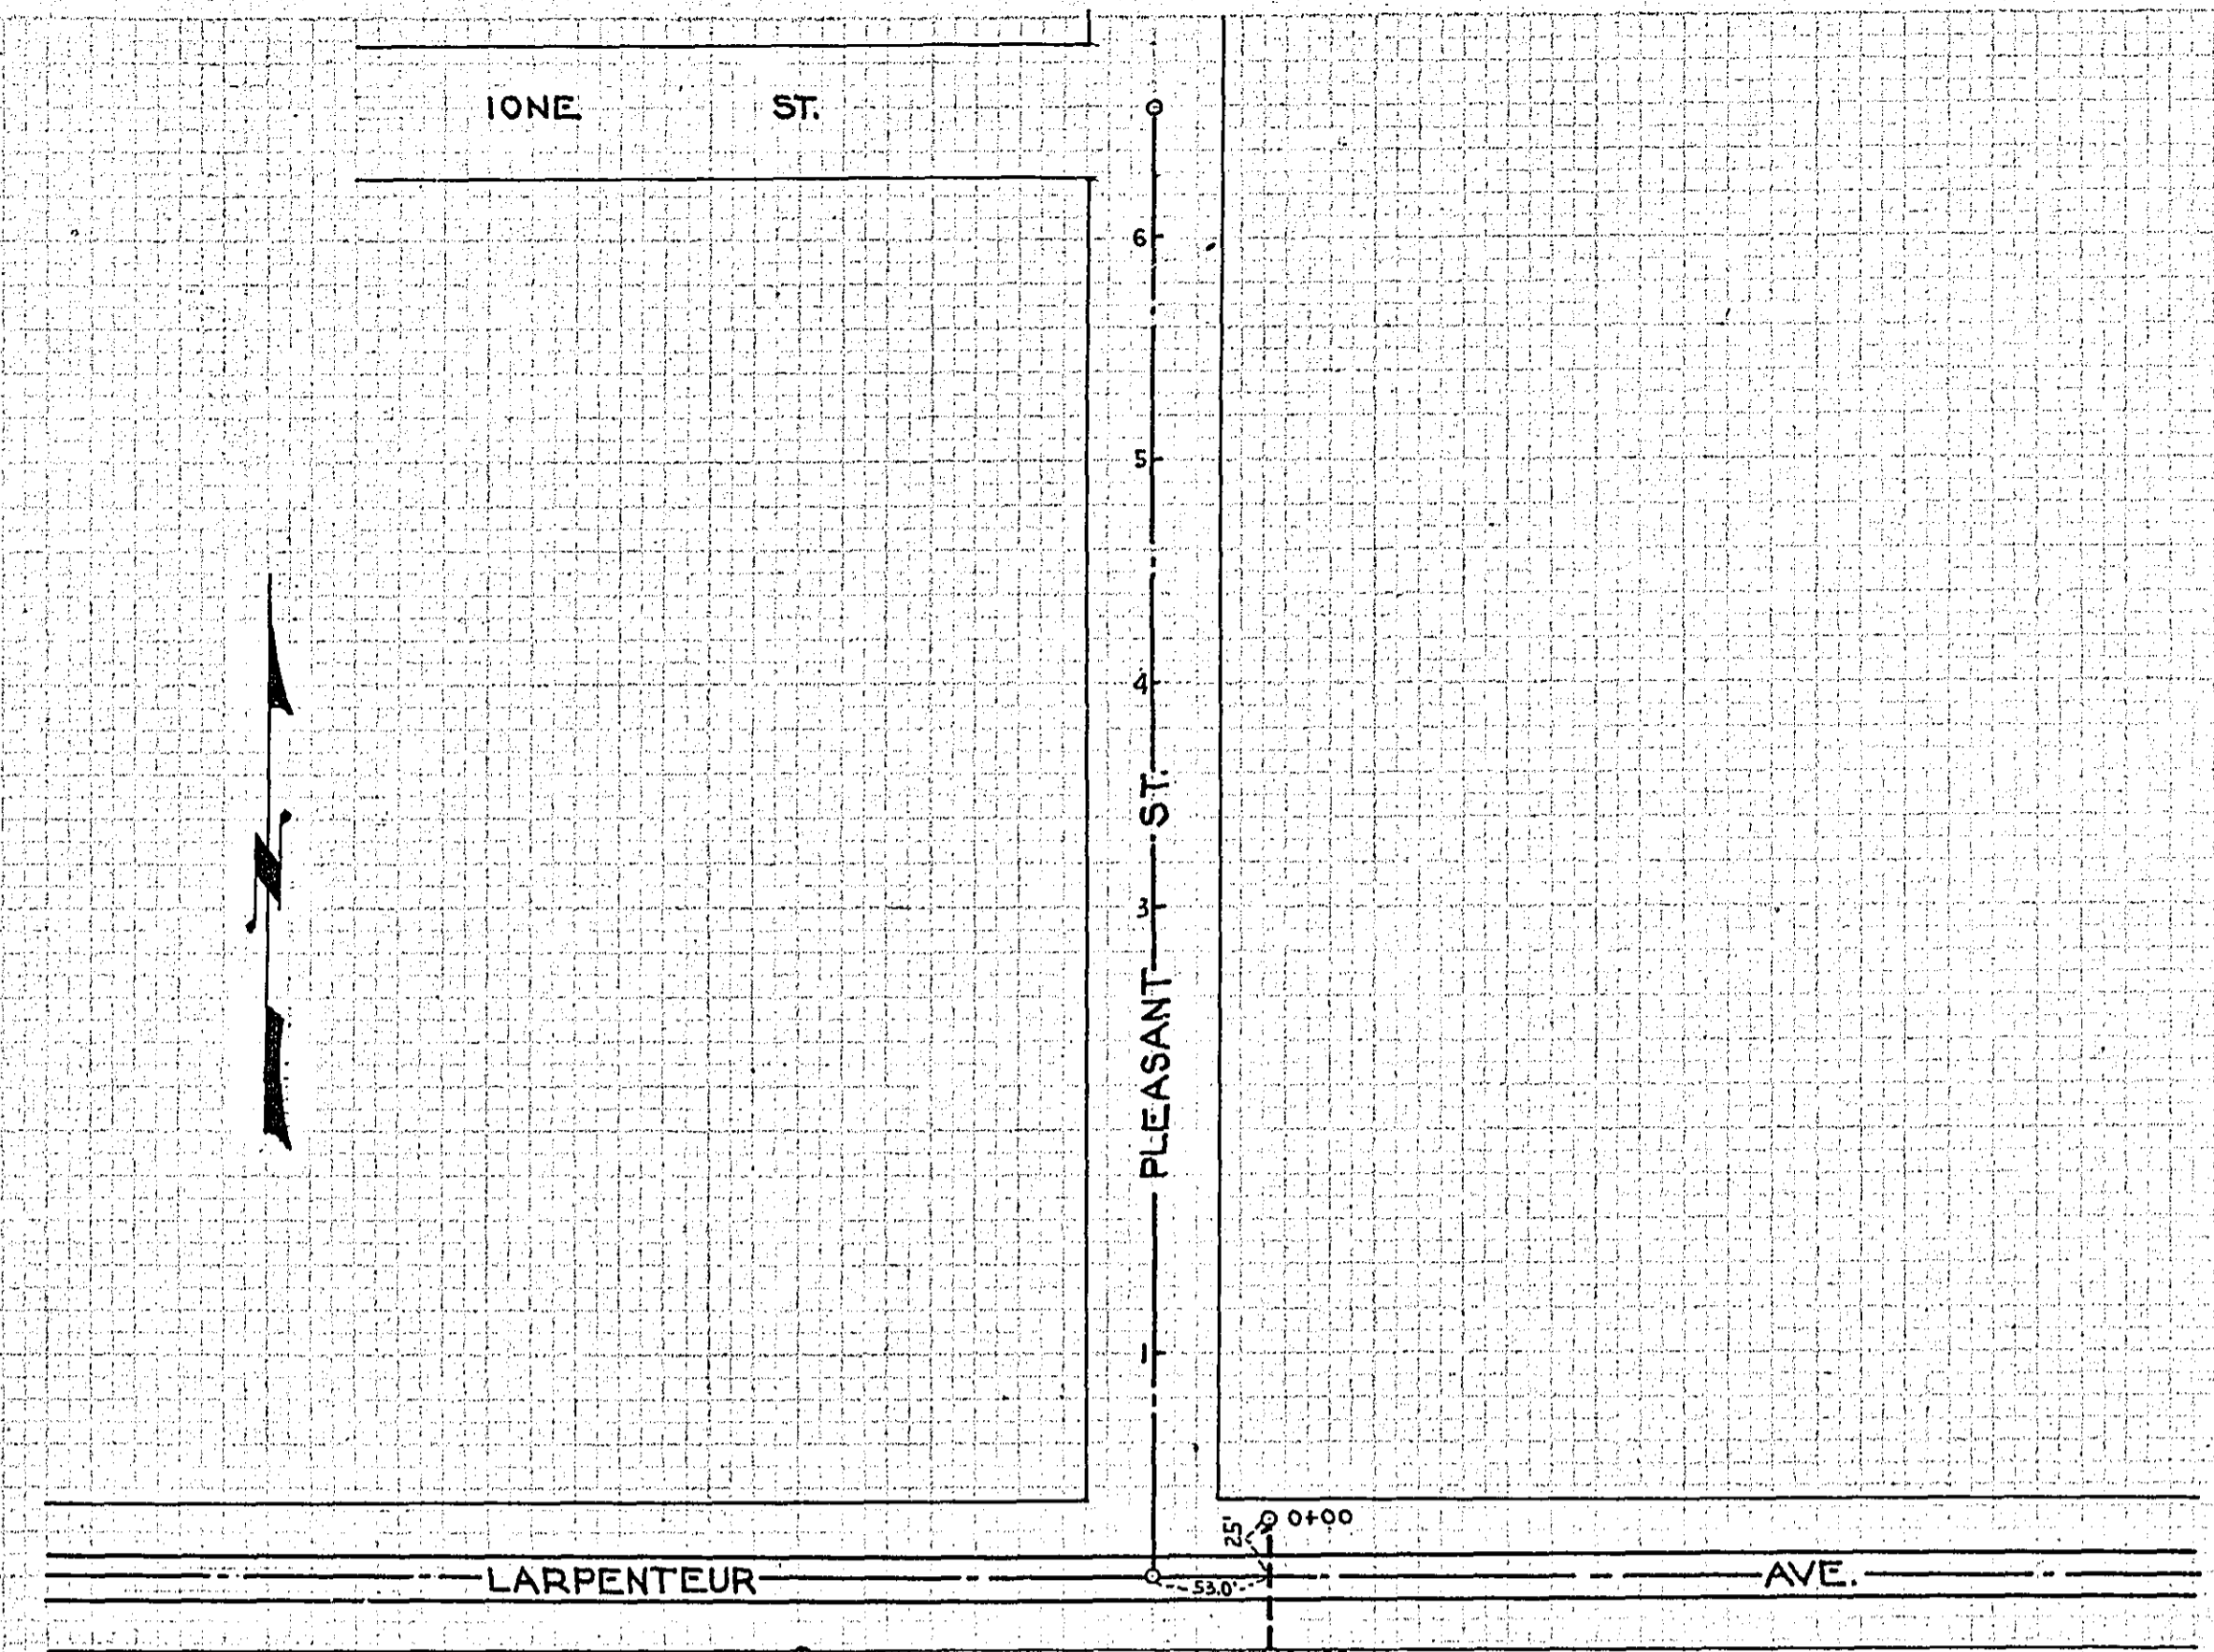 IONE ST.
6
5
4
3
PLEASANT ST.
1
N
0+00
25'
53.0'
LARPENTEUR AVE.